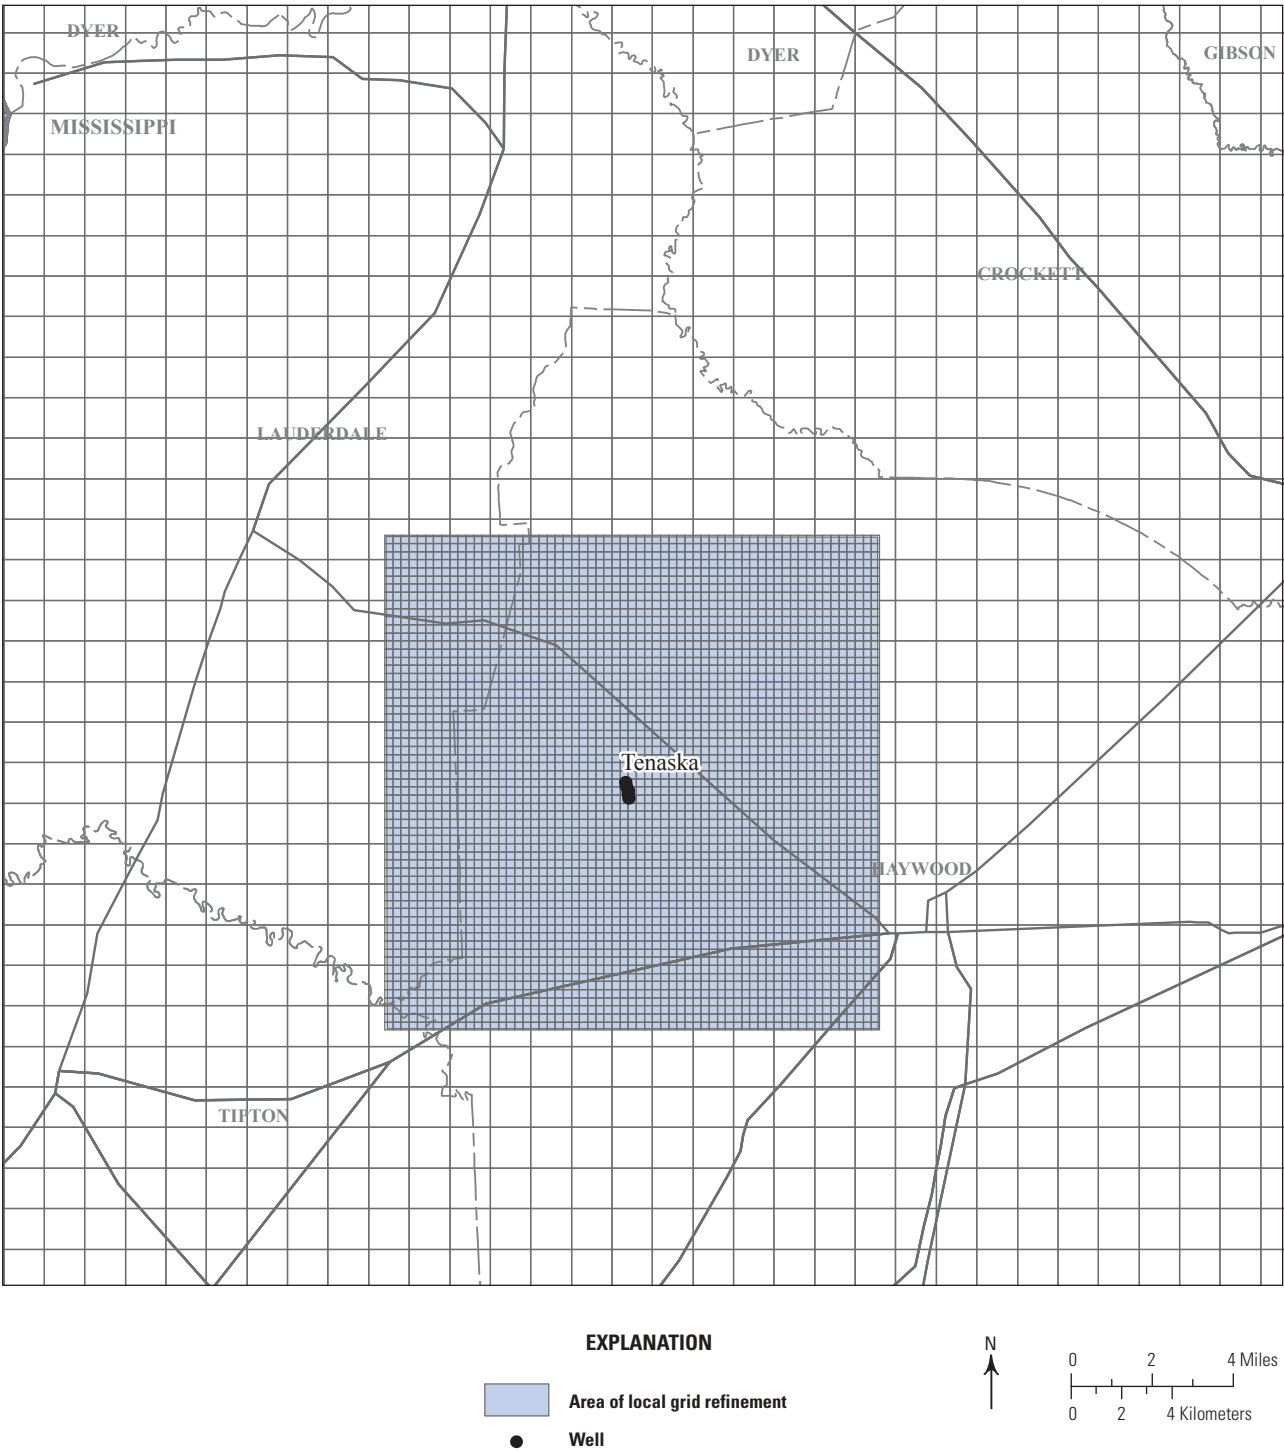 DYER
DYER
GIBSON
MISSISSIPPI
CROCKETT
LAUDERDALE
Tenaska
HAYWOOD
TIPTON
EXPLANATION
Area of local grid refinement
Well
N
0 2 4 Miles
0 2 4 Kilometers